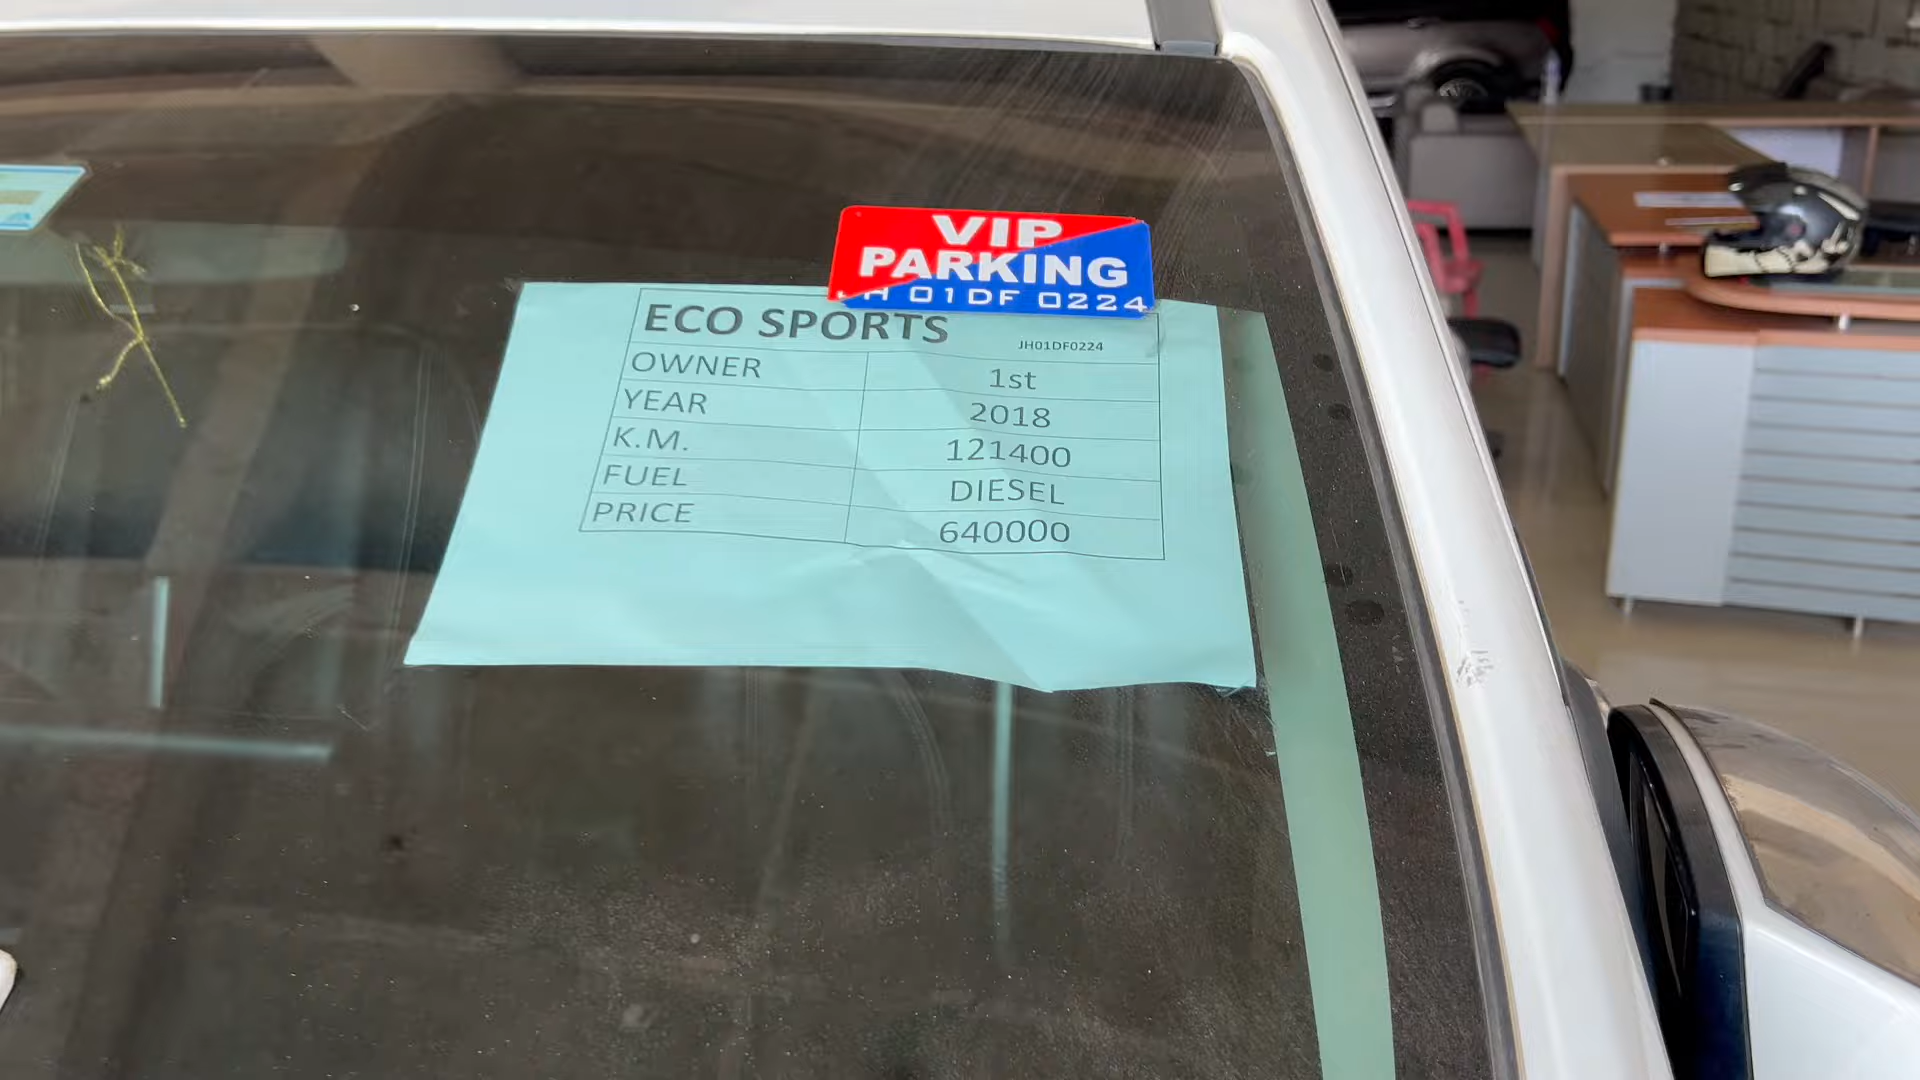 VIP
PARKING
H 01DF 0224
ECO SPORTS JH01DF0224
OWNER 1st
YEAR 2018
K.M. 121400
FUEL DIESEL
PRICE 640000